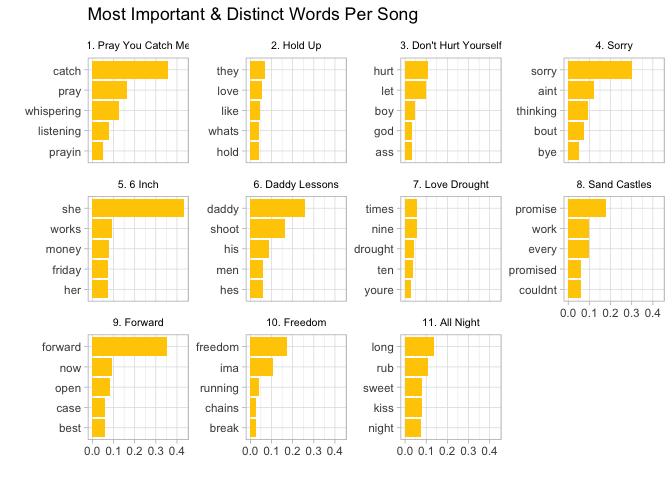 Most Important & Distinct Words Per Song
1. Pray You Catch Me
catch
pray
whispering
listening
prayin
2. Hold Up
they
love
like
whats
hold
3. Don't Hurt Yourself
hurt
let
boy
god
ass
4. Sorry
sorry
aint
thinking
bout
bye
5. 6 Inch
she
works
money
friday
her
6. Daddy Lessons
daddy
shoot
his
men
hes
7. Love Drought
times
nine
drought
ten
youre
8. Sand Castles
promise
work
every
promised
couldnt
0.0 0.1 0.2 0.3 0.4
9. Forward
forward
now
open
case
best
0.0 0.1 0.2 0.3 0.4
10. Freedom
freedom
ima
running
chains
break
0.0 0.1 0.2 0.3 0.4
11. All Night
long
rub
sweet
kiss
night
0.0 0.1 0.2 0.3 0.4